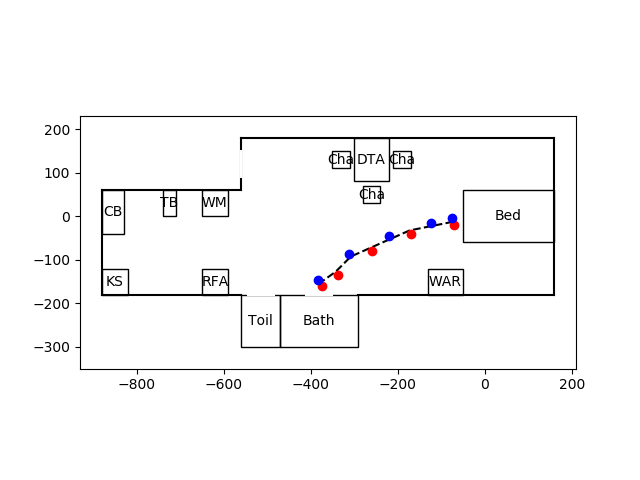 200
100
0
−100
−200
−300
−800
−600
−400
−200
0
200
CB
TB
WM
Cha
DTA
Cha
Cha
Bed
KS
RFA
WAR
Toil
Bath